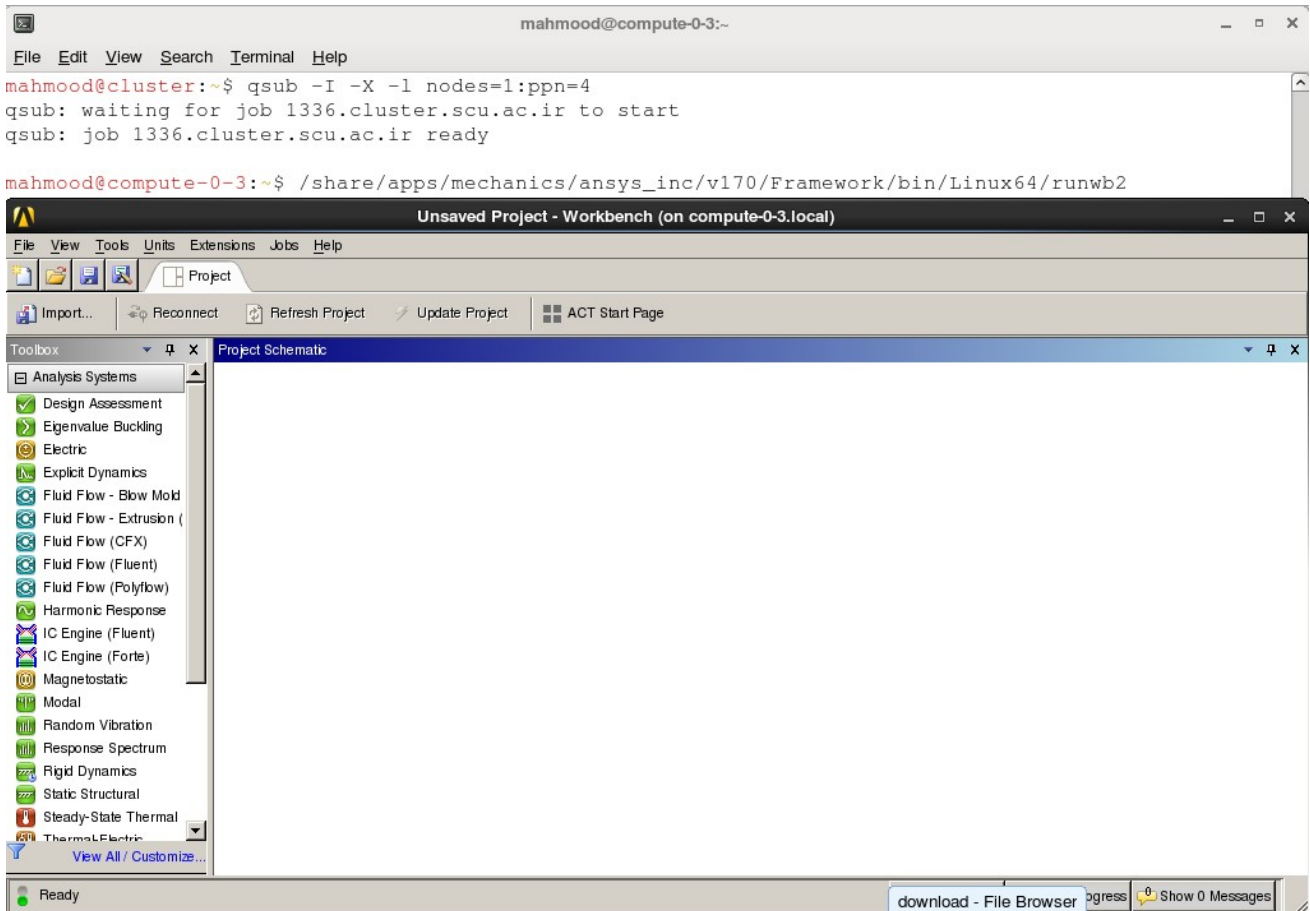 mahmood@compute-0-3:~
File Edit View Search Terminal Help
mahmood@cluster:~$ qsub -I -X -l nodes=1:ppn=4
qsub: waiting for job 1336.cluster.scu.ac.ir to start
qsub: job 1336.cluster.scu.ac.ir ready
mahmood@compute-0-3:~$ /share/apps/mechanics/ansys_inc/v170/Framework/bin/Linux64/runwb2
Unsaved Project - Workbench (on compute-0-3.local)
File View Tools Units Extensions Jobs Help
Project
Import... Reconnect Refresh Project Update Project ACT Start Page
Toolbox Project Schematic
Analysis Systems
Design Assessment
Eigenvalue Buckling
Electric
Explicit Dynamics
Fluid Flow - Blow Mold
Fluid Flow - Extrusion (
Fluid Flow (CFX)
Fluid Flow (Fluent)
Fluid Flow (Polyflow)
Harmonic Response
IC Engine (Fluent)
IC Engine (Forte)
Magnetostatic
Modal
Random Vibration
Response Spectrum
Rigid Dynamics
Static Structural
Steady-State Thermal
Thermal-Electric
View All / Customize...
Ready download - File Browser ogress Show 0 Messages